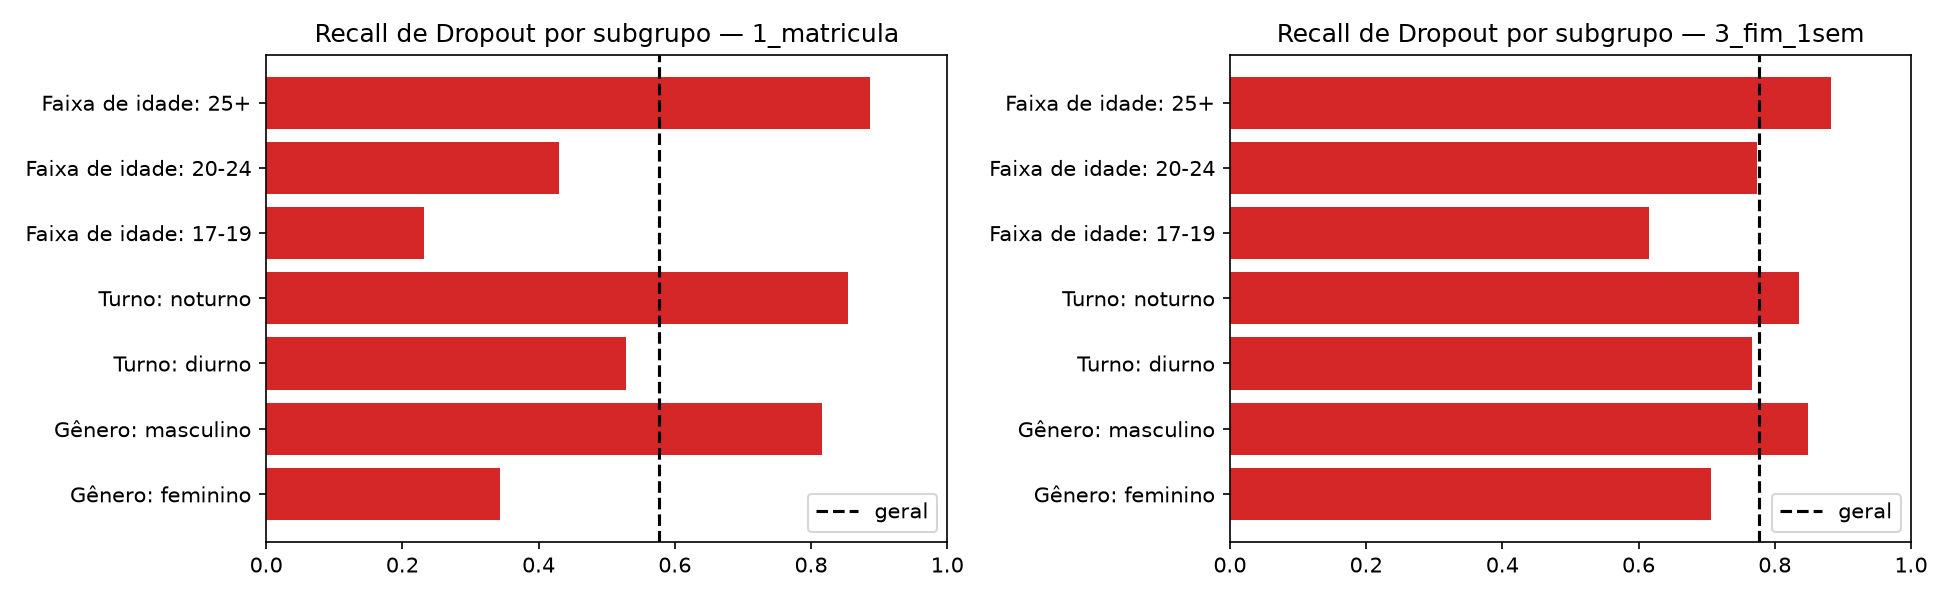 Recall de Dropout por subgrupo — 1_matricula
Faixa de idade: 25+
Faixa de idade: 20-24
Faixa de idade: 17-19
Turno: noturno
Turno: diurno
Gênero: masculino
Gênero: feminino
geral
0.0 0.2 0.4 0.6 0.8 1.0
Recall de Dropout por subgrupo — 3_fim_1sem
Faixa de idade: 25+
Faixa de idade: 20-24
Faixa de idade: 17-19
Turno: noturno
Turno: diurno
Gênero: masculino
Gênero: feminino
geral
0.0 0.2 0.4 0.6 0.8 1.0